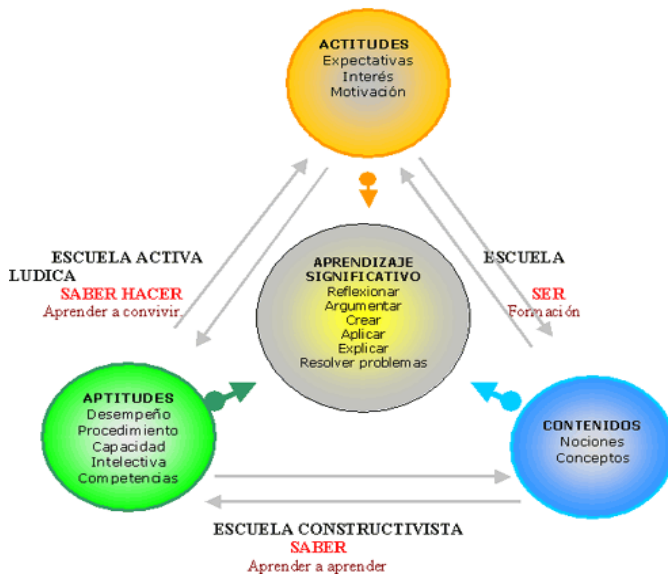 ACTITUDES
Expectativas
Interés
Motivación
ESCUELA ACTIVA
LUDICA
SABER HACER
Aprender a convivir
APRENDIZAJE
SIGNIFICATIVO
Reflexionar
Argumentar
Crear
Aplicar
Explicar
Resolver problemas
ESCUELA
SER
Formación
APTITUDES
Desempeño
Procedimiento
Capacidad
Intelectiva
Competencias
CONTENIDOS
Nociones
Conceptos
ESCUELA CONSTRUCTIVISTA
SABER
Aprender a aprender